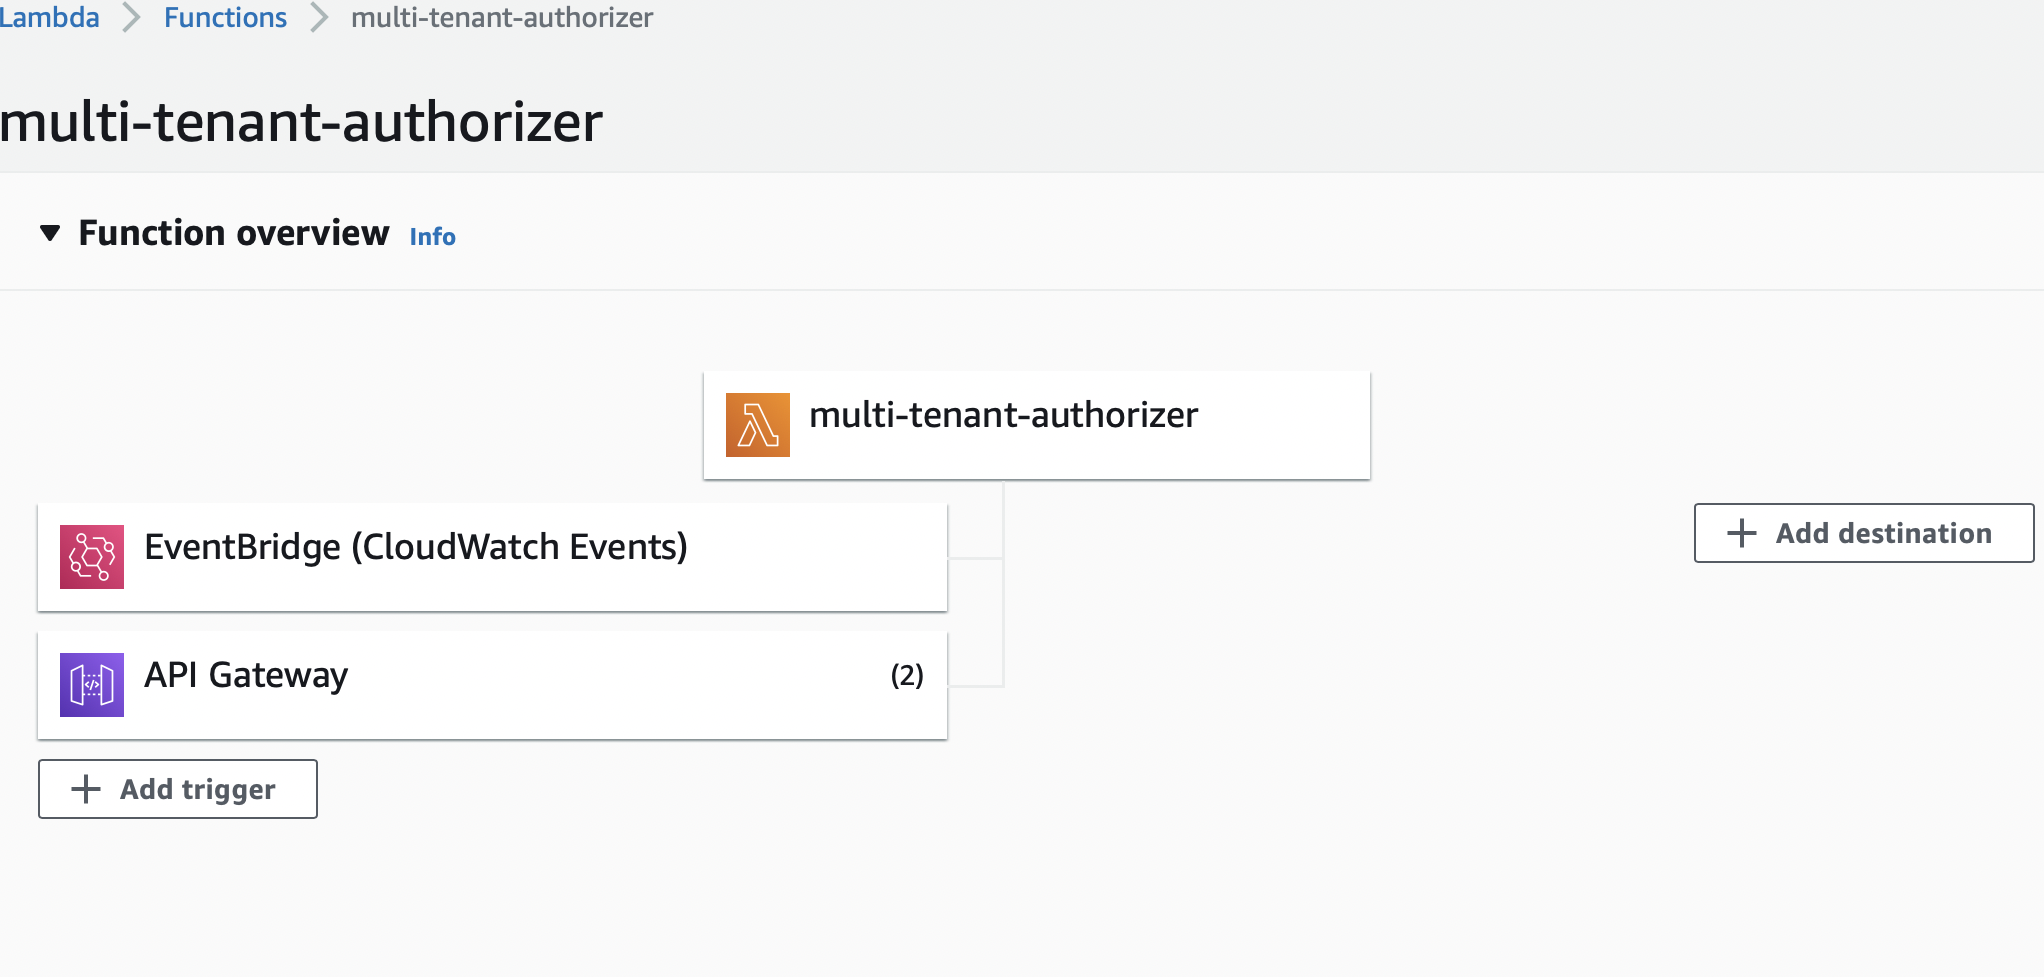 Lambda > Functions > multi-tenant-authorizer
multi-tenant-authorizer
Function overview Info
multi-tenant-authorizer
EventBridge (CloudWatch Events)
+ Add destination
API Gateway (2)
+ Add trigger